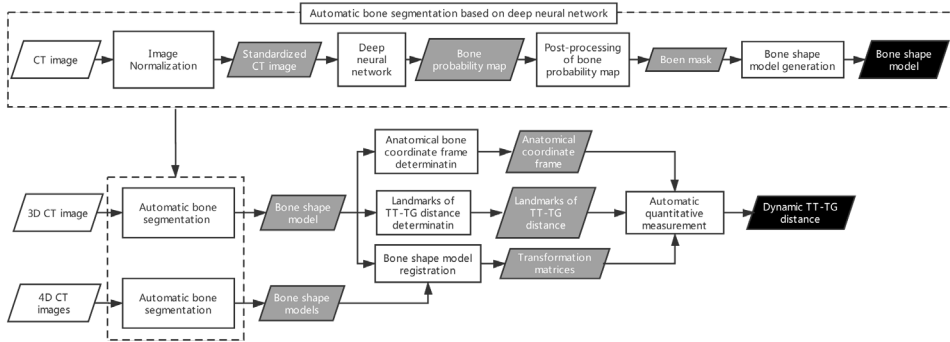 Automatic bone segmentation based on deep neural network
CT image
Image
Normalization
Standardized
CT image
Deep
neural
network
Bone
probability map
Post-processing
of bone
probability map
Boen mask
Bone shape
model generation
Bone shape
model
3D CT image
Automatic bone
segmentation
Bone shape
model
Anatomical bone
coordinate frame
determinatin
Anatomical
coordinate
frame
Landmarks of
TT-TG distance
determinatin
Landmarks of
TT-TG
distance
Automatic
quantitative
measurement
Dynamic TT-TG
distance
Bone shape model
registration
Transformation
matrices
4D CT
images
Automatic bone
segmentation
Bone shape
models